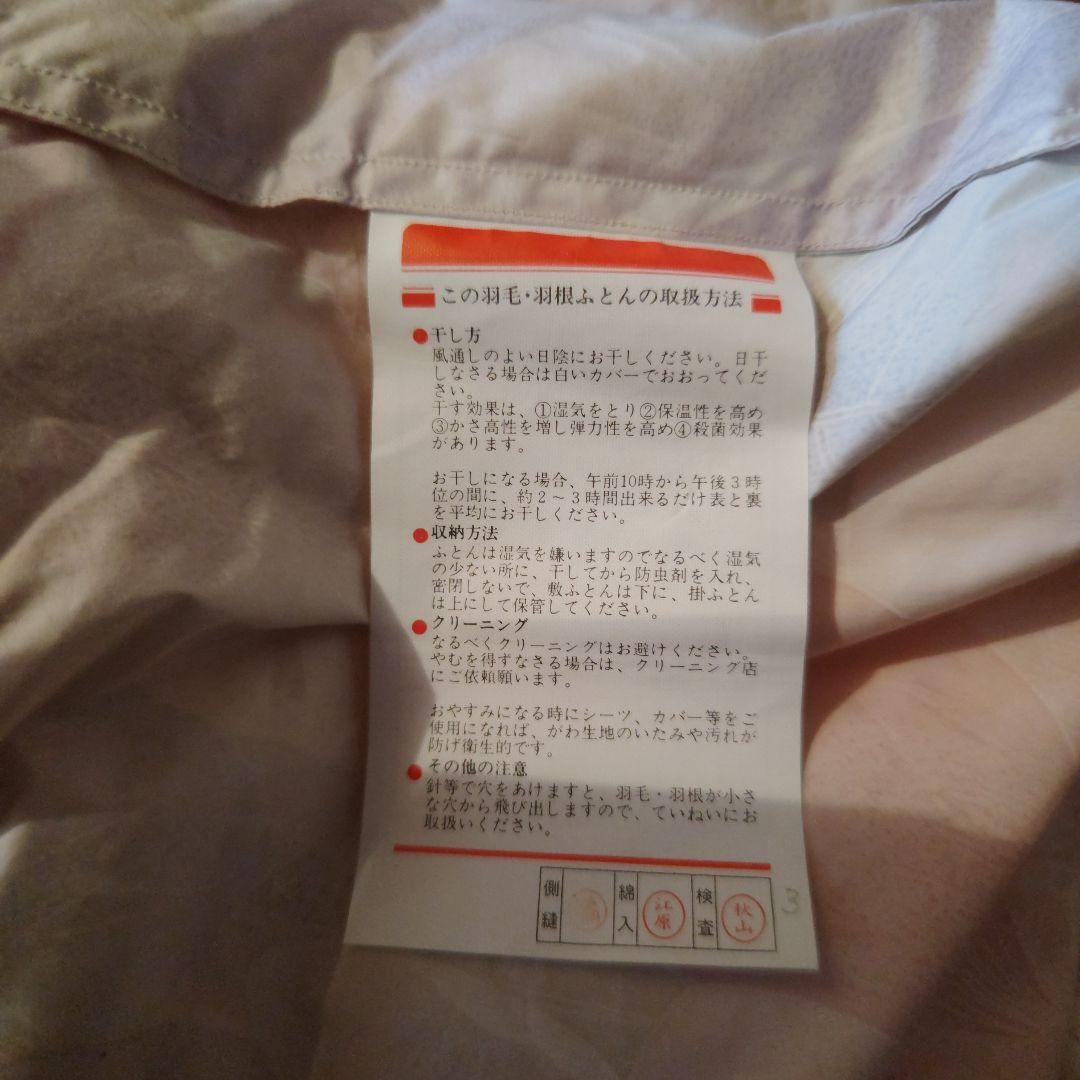 この羽毛・羽根ふとんの取扱方法
●干し方
風通しのよい日陰にお干しください。日干
しなさる場合は白いカバーでおおってくだ
さい。
干す効果は、①湿気をとり②保温性を高め
③かさ高性を増し弾力性を高め④殺菌効果
があります。
お干しになる場合、午前10時から午後3時
位の間に、約2～3時間出来るだけ表と裏
を平均にお干しください。
●収納方法
ふとんは湿気を嫌いますのでなるべく湿気
の少ない所に、干してから防虫剤を入れ、
密閉しないで、敷ふとんは下に、掛ふとん
は上にして保管してください。
●クリーニング
なるべくクリーニングはお避けください。
やむを得ずなさる場合は、クリーニング店
にご依頼願います。
おやすみになる時にシーツ、カバー等をご
使用になれば、がわ生地のいたみや汚れが
防げ衛生的です。
●その他の注意
針等で穴をあけますと、羽毛・羽根が小さ
な穴から飛び出しますので、ていねいにお
取扱いください。
側縫 綿入 江原 検査 秋山 3